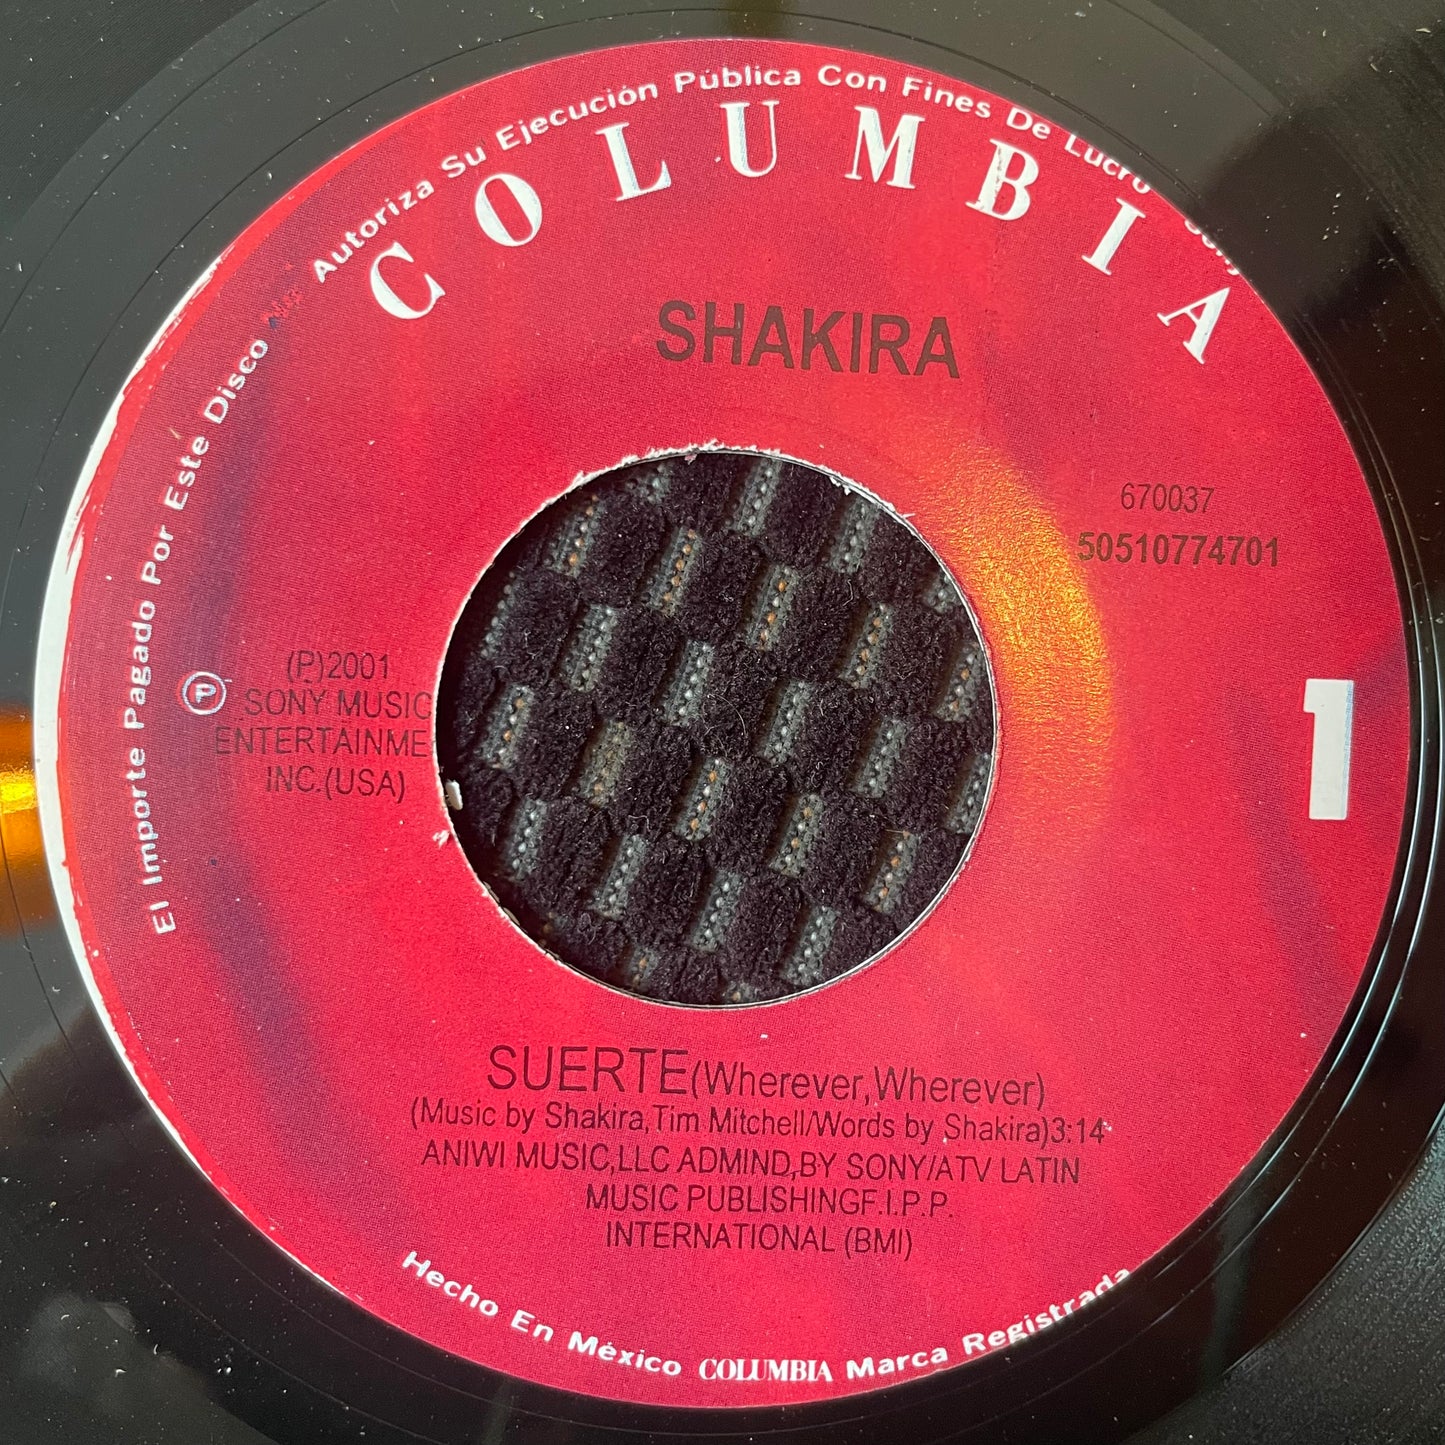 El Importe Pagado Por Este Disco No Autoriza Su Ejecución Pública Con Fines De Lucro Sony
COLUMBIA
SHAKIRA
670037
50510774701
1
(P)2001
SONY MUSIC
ENTERTAINME
INC.(USA)
P
SUERTE(Wherever,Wherever)
(Music by Shakira,Tim Mitchell/Words by Shakira)3:14
ANIWI MUSIC,LLC ADMIND,BY SONY/ATV LATIN
MUSIC PUBLISHINGF.I.P.P.
INTERNATIONAL (BMI)
Hecho En México COLUMBIA Marca Registrada